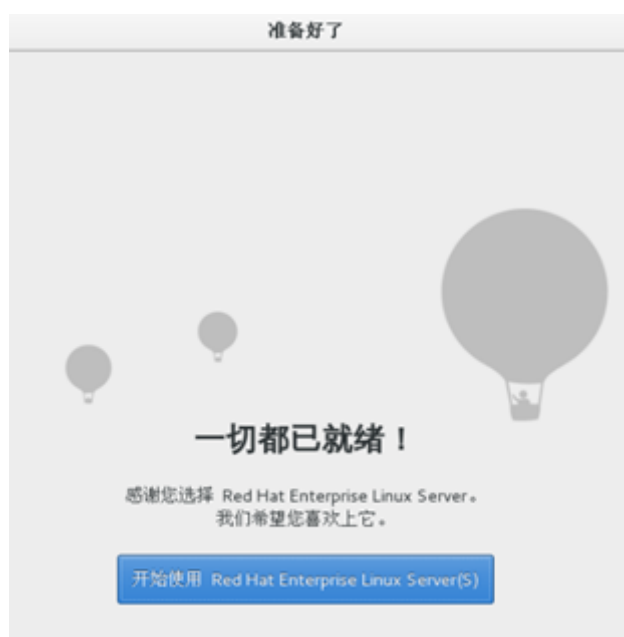 准备好了
一切都已就绪！
感谢您选择 Red Hat Enterprise Linux Server。
我们希望您喜欢上它。
开始使用 Red Hat Enterprise Linux Server(S)